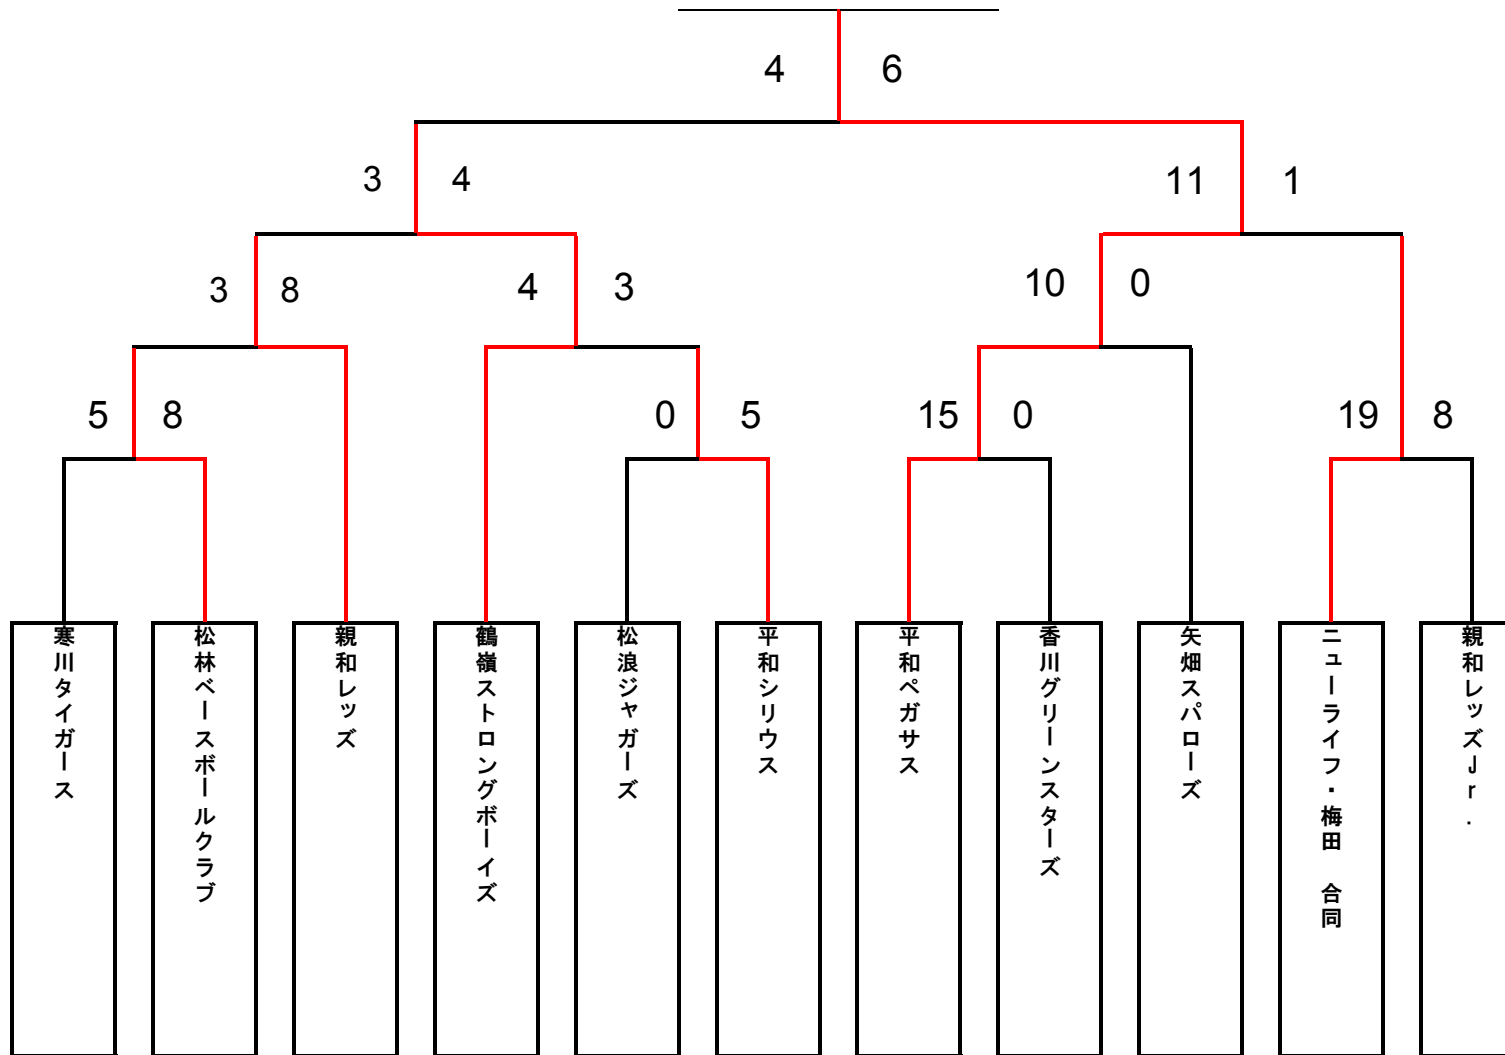 4 6
3 4 11 1
3 8 4 3 10 0
5 8 0 5 15 0 19 8
寒川タイガース
松林ベースボールクラブ
親和レッズ
鶴嶺ストロングボーイズ
松浪ジャガーズ
平和シリウス
平和ペガサス
香川グリーンスターズ
矢畑スパローズ
ニューライフ・梅田　合同
親和レッズJr.